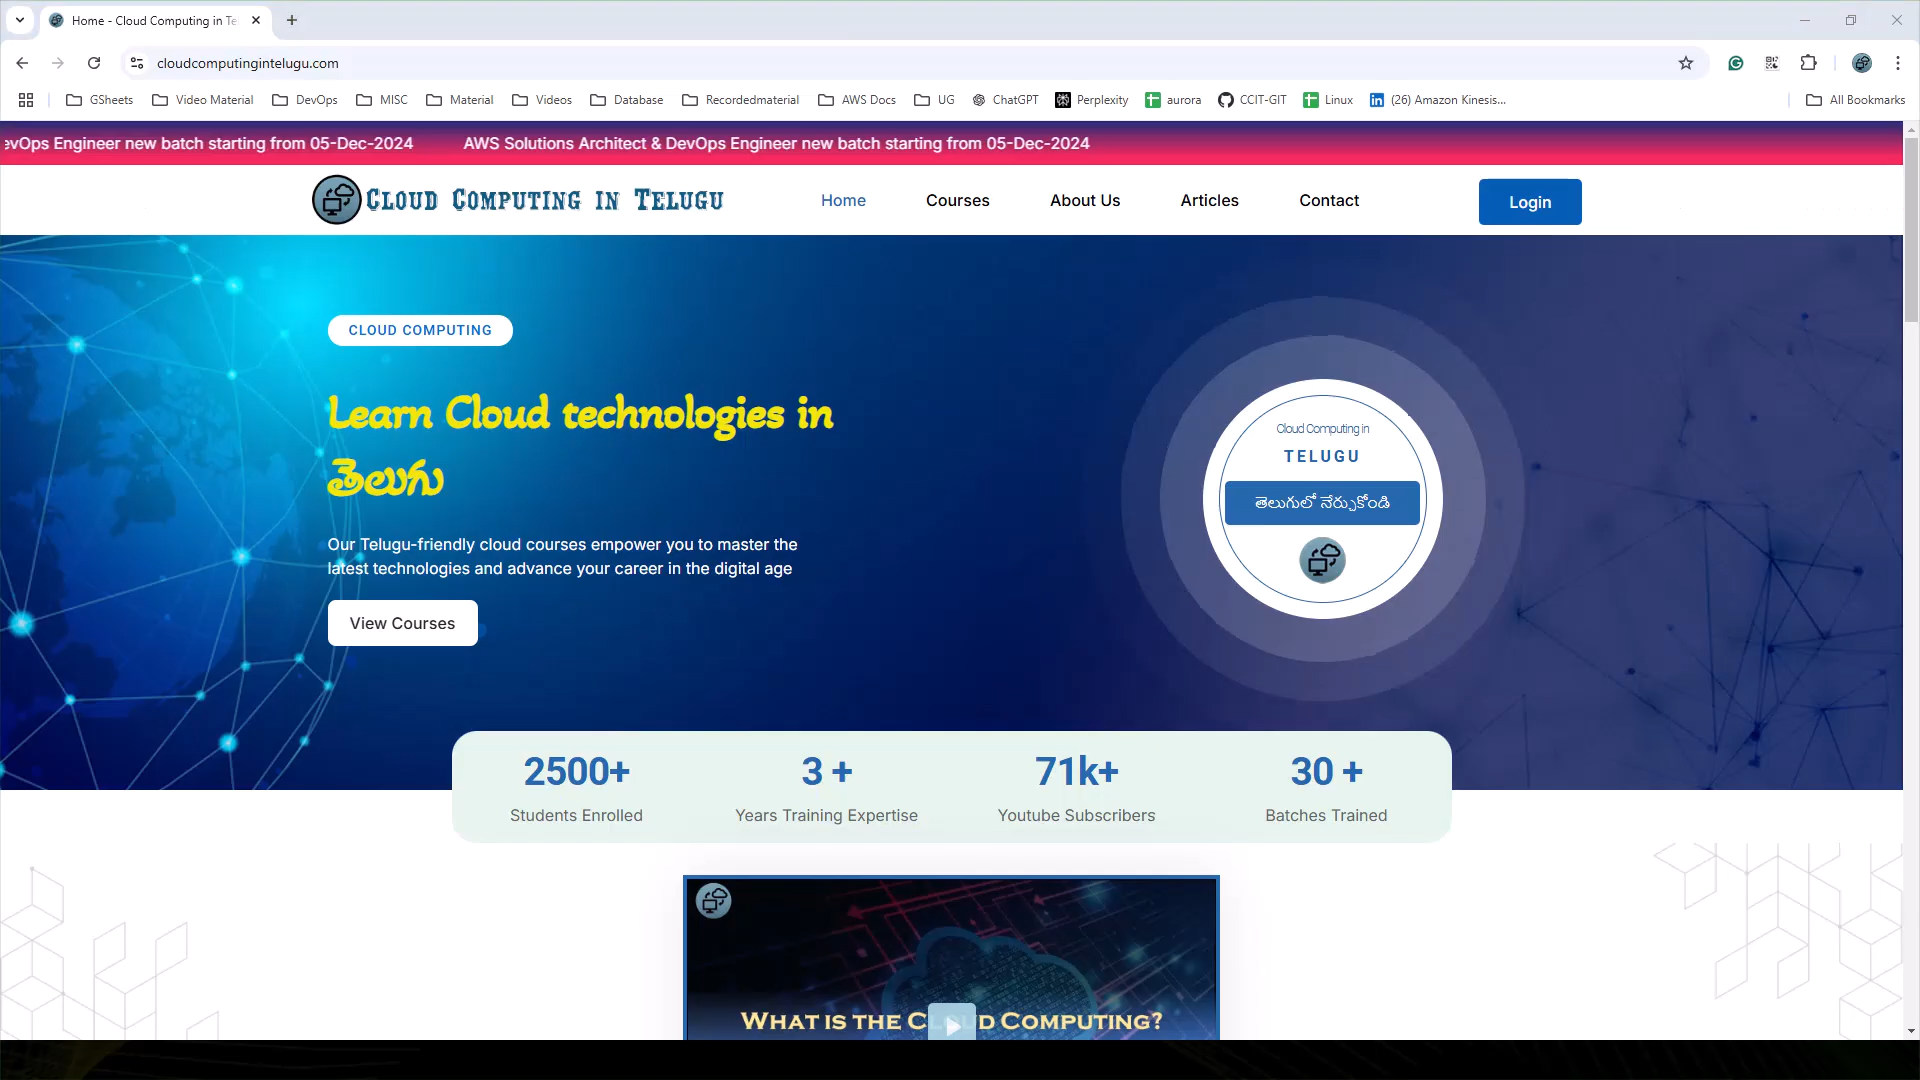 Home - Cloud Computing in Te
cloudcomputingintelugu.com
GSheets Video Material DevOps MISC Material Videos Database Recordedmaterial AWS Docs UG ChatGPT Perplexity aurora CCIT-GIT Linux (26) Amazon Kinesis... All Bookmarks
evOps Engineer new batch starting from 05-Dec-2024 AWS Solutions Architect & DevOps Engineer new batch starting from 05-Dec-2024
Cloud Computing in Telugu Home Courses About Us Articles Contact Login
CLOUD COMPUTING
Learn Cloud technologies in
తెలుగు
Our Telugu-friendly cloud courses empower you to master the
latest technologies and advance your career in the digital age
View Courses
Cloud Computing in
TELUGU
తెలుగులో నేర్చుకోండి
2500+ 3 + 71k+ 30 +
Students Enrolled Years Training Expertise Youtube Subscribers Batches Trained
What is the Cloud Computing?